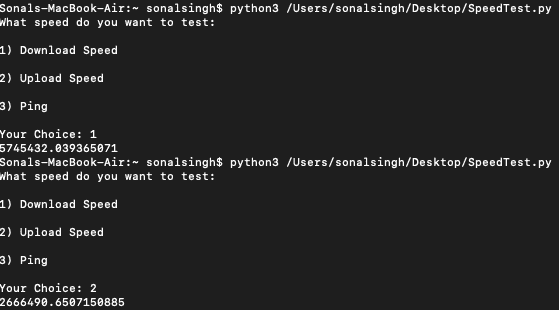 Sonals-MacBook-Air:~ sonalsingh$ python3 /Users/sonalsingh/Desktop/SpeedTest.py
What speed do you want to test:
1) Download Speed
2) Upload Speed
3) Ping
Your Choice: 1
5745432.039365071
Sonals-MacBook-Air:~ sonalsingh$ python3 /Users/sonalsingh/Desktop/SpeedTest.py
What speed do you want to test:
1) Download Speed
2) Upload Speed
3) Ping
Your Choice: 2
2666490.6507150885